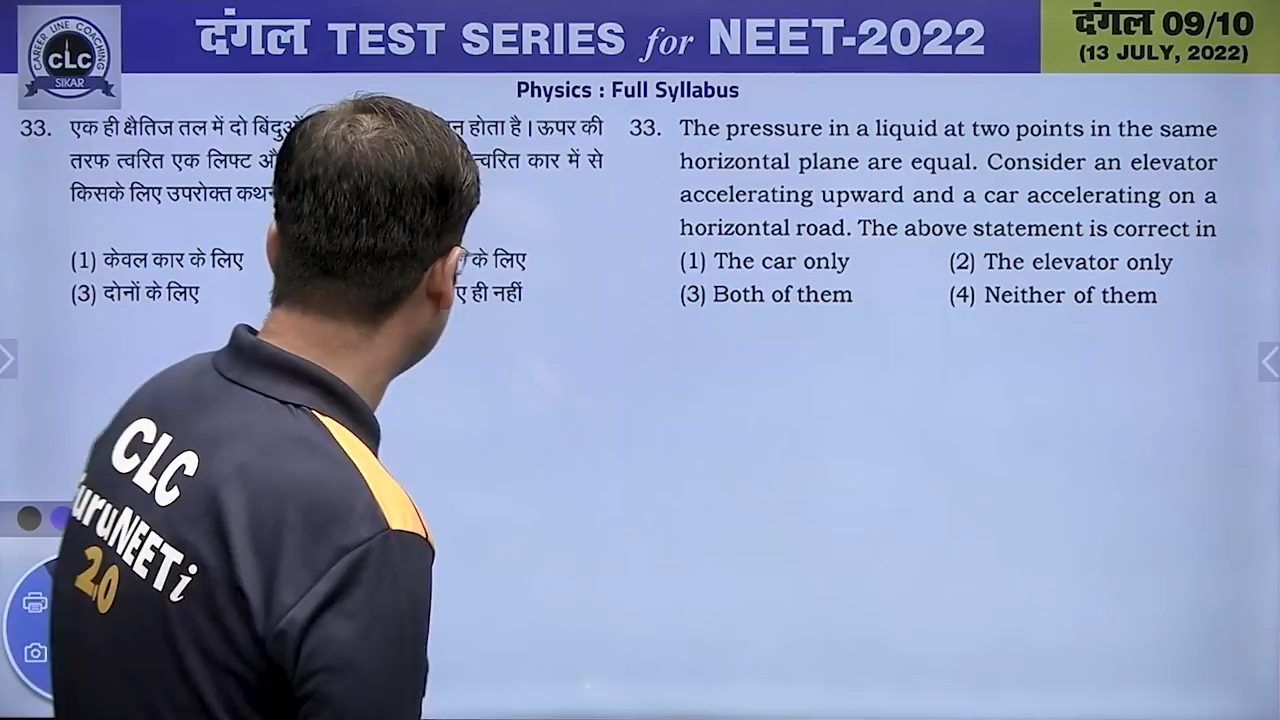 दंगल TEST SERIES for NEET-2022
दंगल 09/10
(13 JULY, 2022)
CAREER LINE COACHING
CLC
SIKAR
Physics : Full Syllabus
33. एक ही क्षैतिज तल में दो
होता है। ऊपर की
तरफ त्वरित एक लिफ्ट
कार में से
किसके लिए उपरोक्त
(1) केवल कार के लिए
के लिए
(3) दोनों के लिए
ही नहीं
33. The pressure in a liquid at two points in the same
horizontal plane are equal. Consider an elevator
accelerating upward and a car accelerating on a
horizontal road. The above statement is correct in
(1) The car only (2) The elevator only
(3) Both of them (4) Neither of them
CLC
uruNEETi
2.0